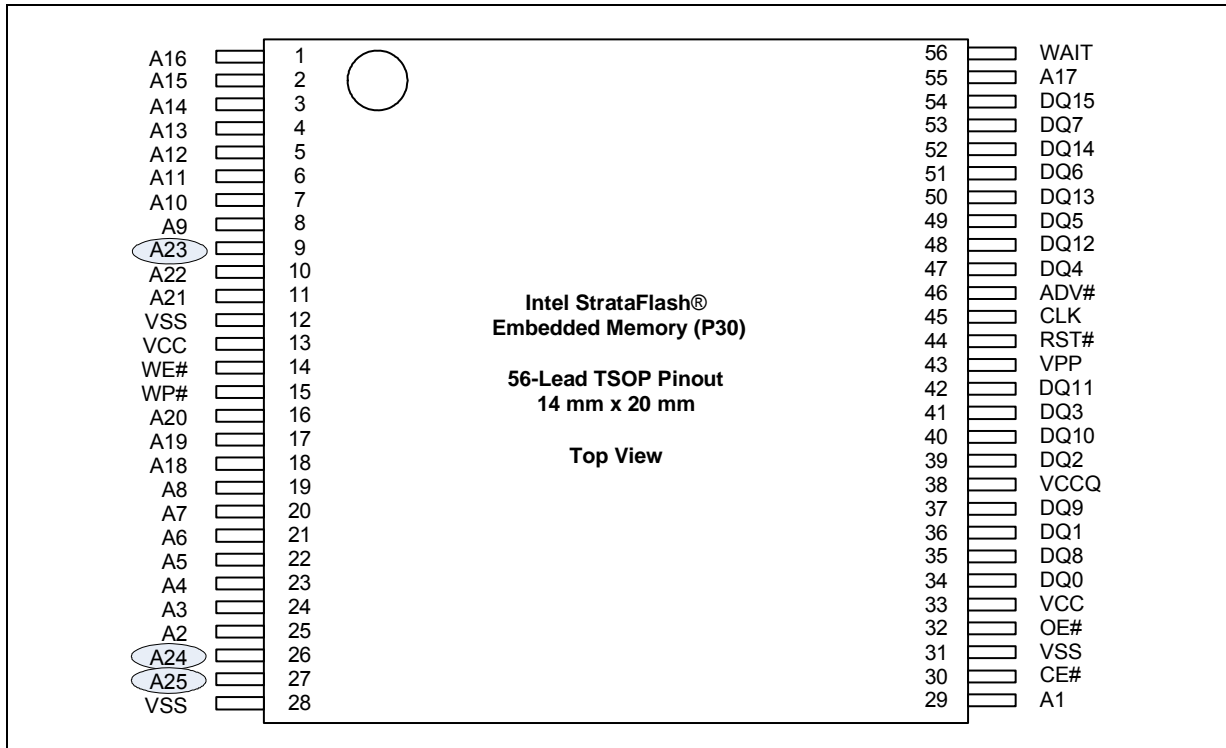 A16 1 56 WAIT
A15 2 55 A17
A14 3 54 DQ15
A13 4 53 DQ7
A12 5 52 DQ14
A11 6 51 DQ6
A10 7 50 DQ13
A9 8 49 DQ5
A23 9 48 DQ12
A22 10 47 DQ4
A21 11 46 ADV#
VSS 12 45 CLK
VCC 13 44 RST#
WE# 14 43 VPP
WP# 15 42 DQ11
A20 16 41 DQ3
A19 17 40 DQ10
A18 18 39 DQ2
A8 19 38 VCCQ
A7 20 37 DQ9
A6 21 36 DQ1
A5 22 35 DQ8
A4 23 34 DQ0
A3 24 33 VCC
A2 25 32 OE#
A24 26 31 VSS
A25 27 30 CE#
VSS 28 29 A1
Intel StrataFlash®
Embedded Memory (P30)
56-Lead TSOP Pinout
14 mm x 20 mm
Top View